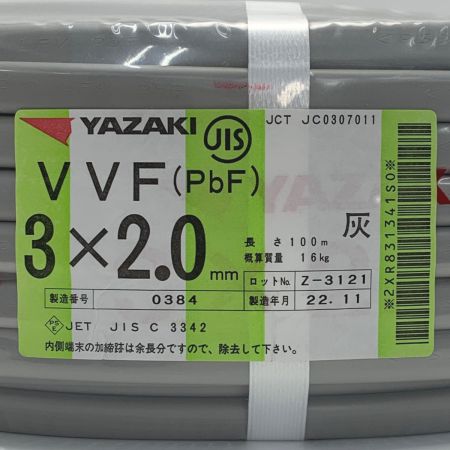 YAZAKI JIS JCT JC0307011
VVF(PbF)
3×2.0mm 灰
長さ 100m
概算質量 16kg
ロットNo. Z-3121
製造番号 0384 製造年月 22.11
PSE JET JIS C 3342
内側端末の加締跡は余長分ですので、除去して下さい。
※2XR831341S0※